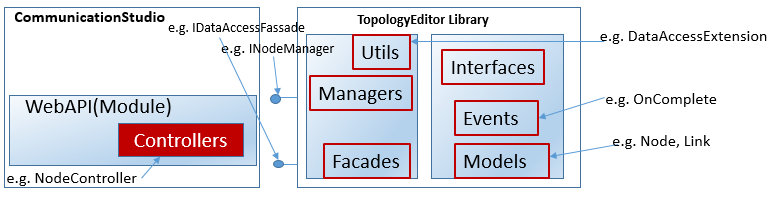 CommunicationStudio
e.g. IDataAccessFassade
e.g. INodeManager
TopologyEditor Library
Utils
e.g. DataAccessExtension
Interfaces
WebAPI(Module)
Managers
Controllers
Events
e.g. OnComplete
Facades
Models
e.g. Node, Link
e.g. NodeController